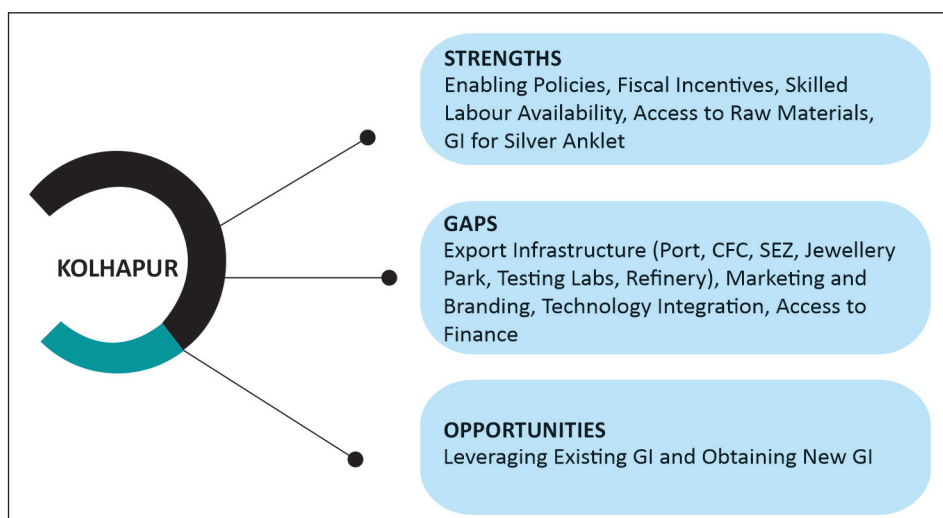 KOLHAPUR
STRENGTHS
Enabling Policies, Fiscal Incentives, Skilled
Labour Availability, Access to Raw Materials,
GI for Silver Anklet
GAPS
Export Infrastructure (Port, CFC, SEZ, Jewellery
Park, Testing Labs, Refinery), Marketing and
Branding, Technology Integration, Access to
Finance
OPPORTUNITIES
Leveraging Existing GI and Obtaining New GI